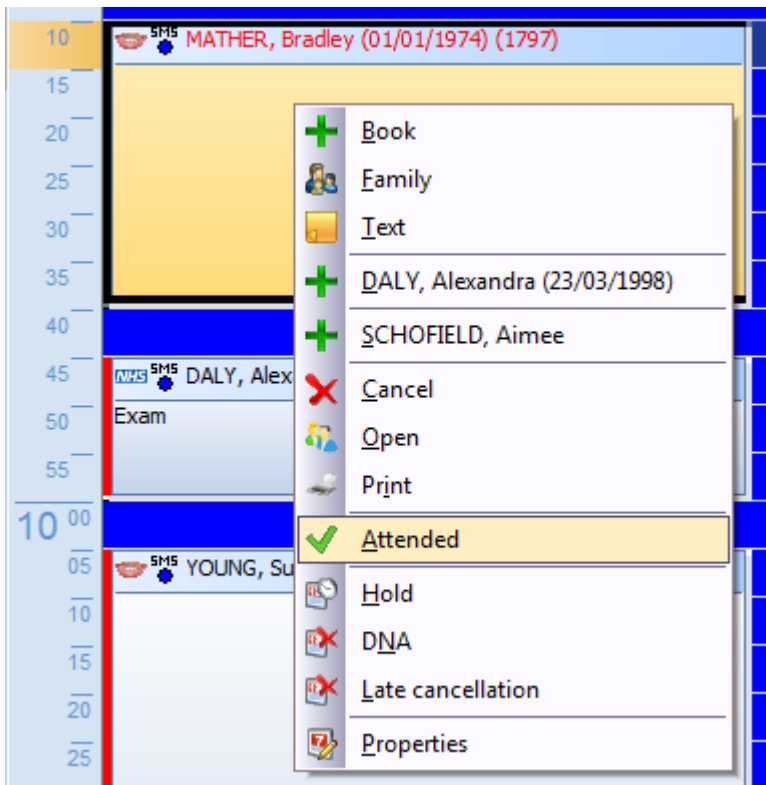 10 SMS MATHER, Bradley (01/01/1974) (1797)
15
20 Book
25 Family
30 Text
35 DALY, Alexandra (23/03/1998)
40 SCHOFIELD, Aimee
45 NHS SMS DALY, Alex Cancel
50 Exam Open
55 Print
10 00 Attended
05 SMS YOUNG, Su
10 Hold
15 DNA
20 Late cancellation
25 Properties